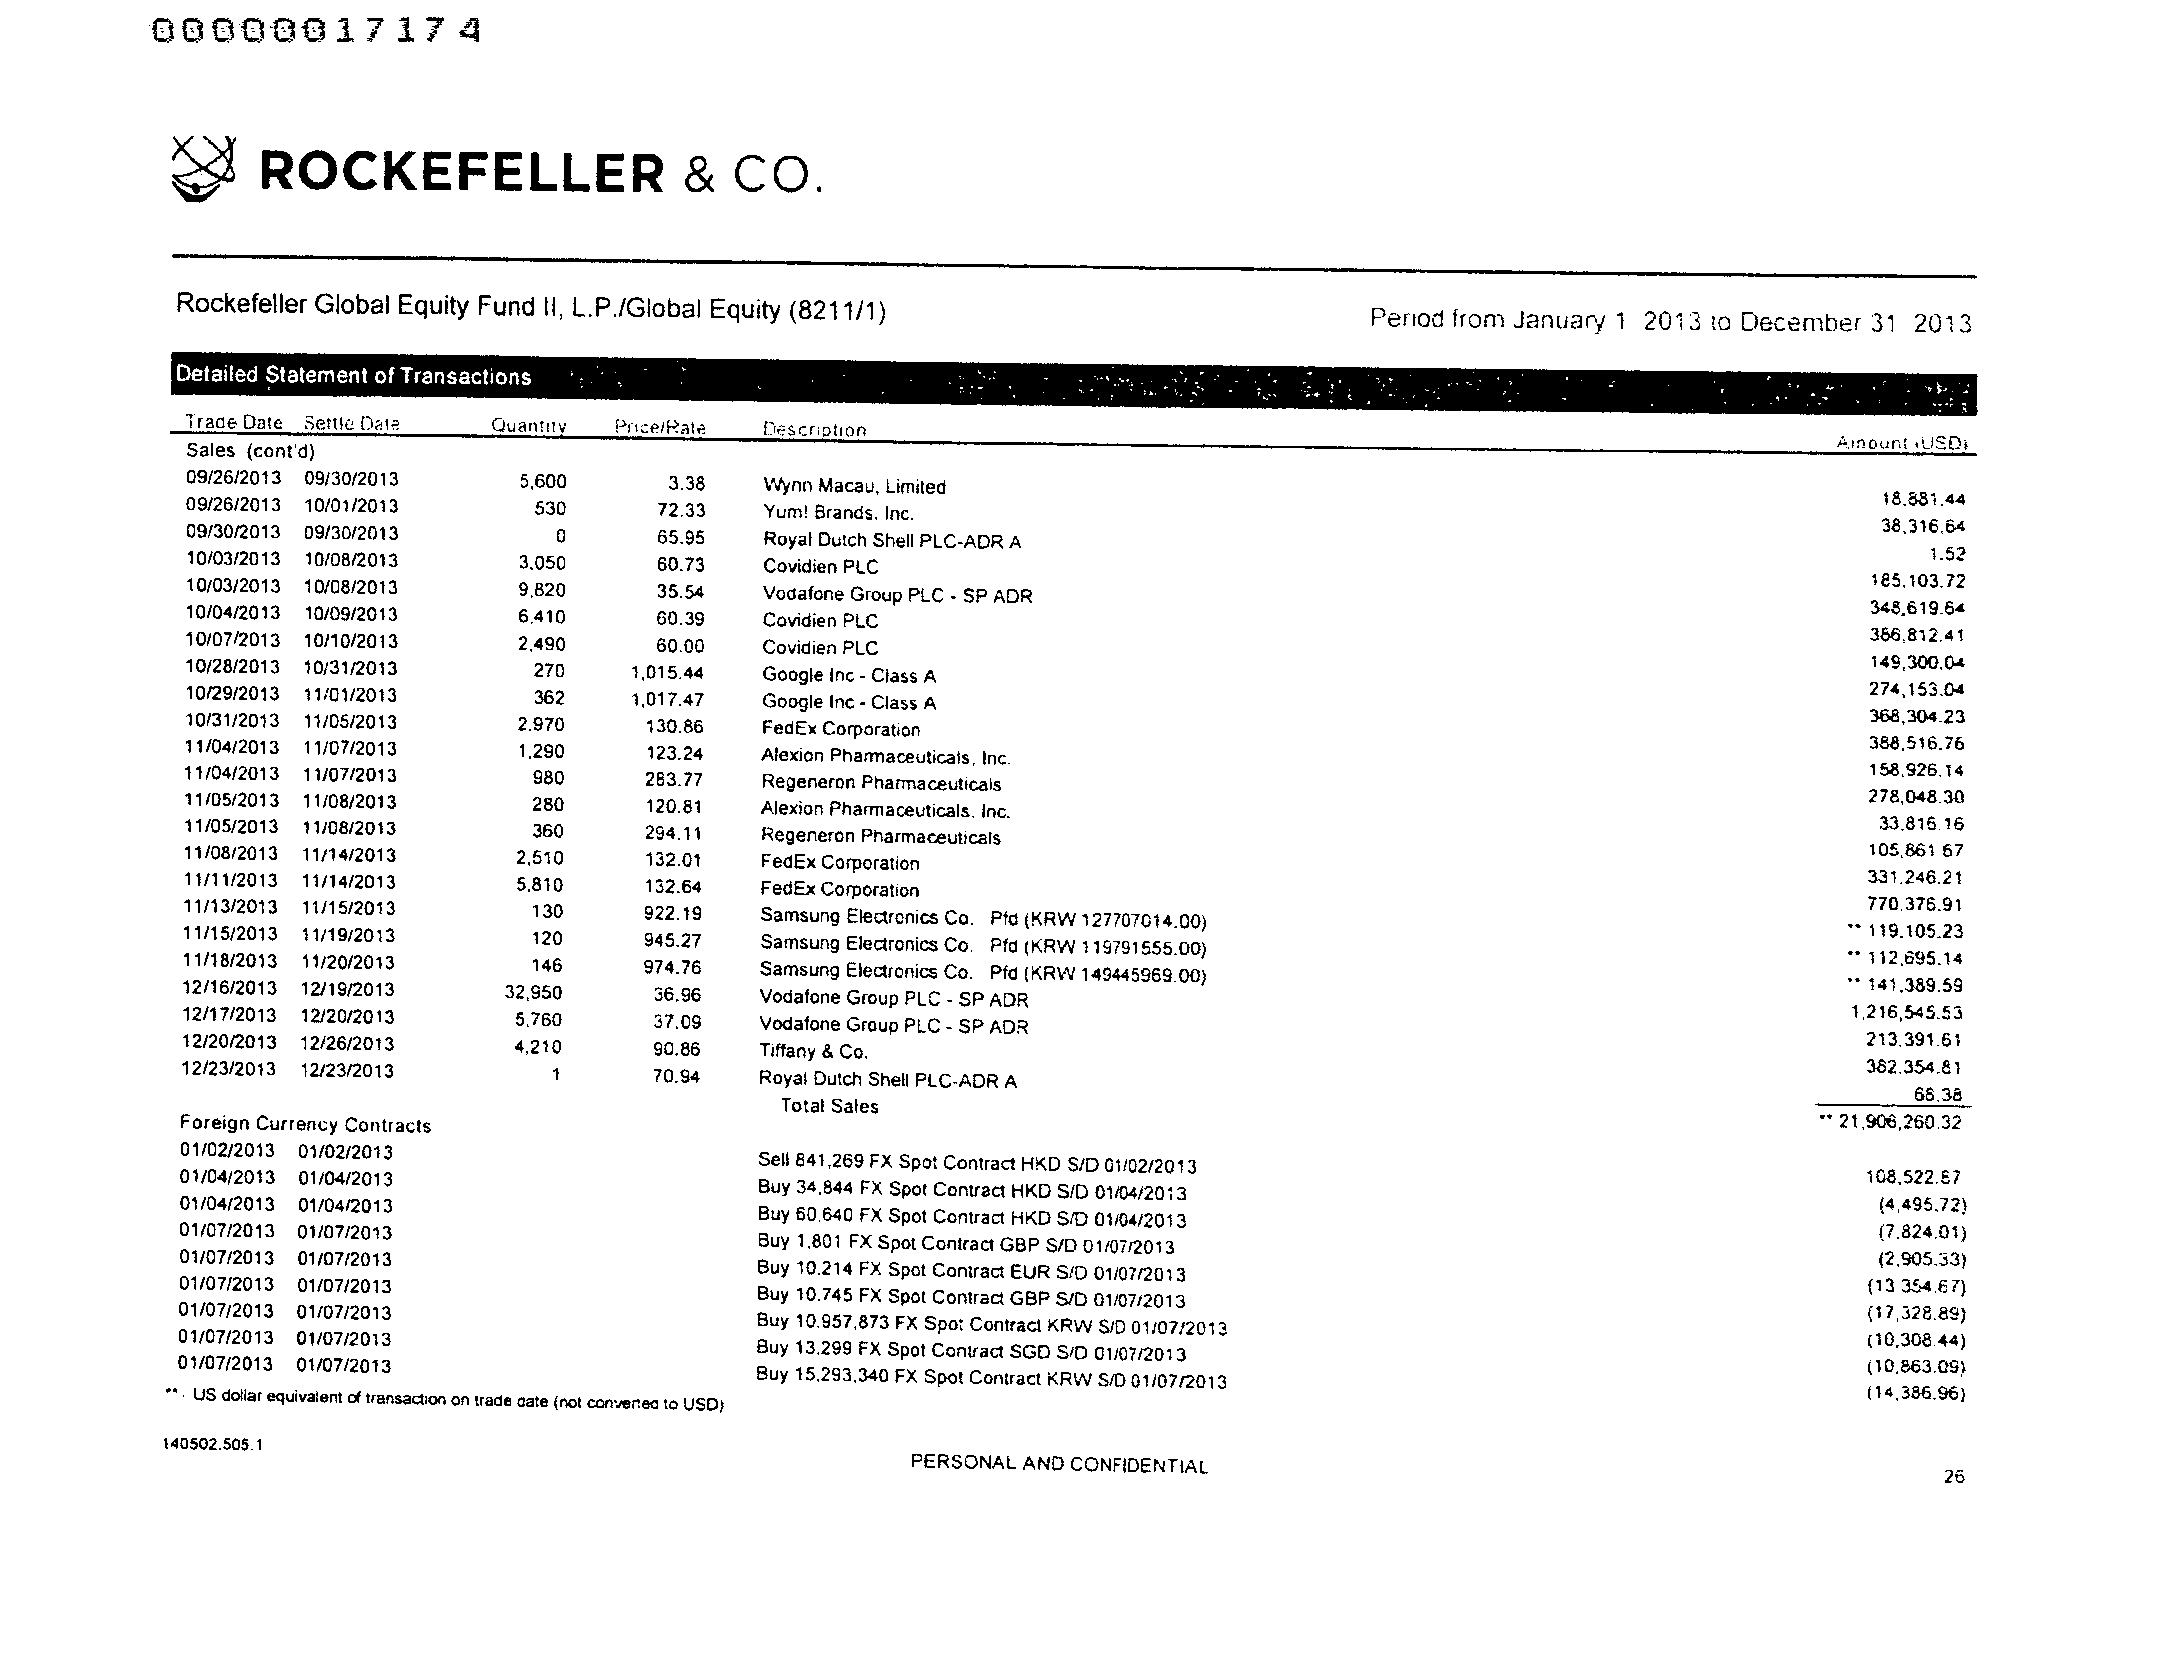 00000017174
ROCKEFELLER & CO.
Rockefeller Global Equity Fund II, L.P./Global Equity (8211/1)
Period from January 1 2013 to December 31 2013
Detailed Statement of Transactions
Trade Date Settle Date Quantity Price/Rate Description Amount (USD)
Sales (cont'd)
09/26/2013 09/30/2013 5,600 3.38 Wynn Macau, Limited 18,881.44
09/26/2013 10/01/2013 530 72.33 Yum! Brands, Inc. 38,316.64
09/30/2013 09/30/2013 0 65.95 Royal Dutch Shell PLC-ADR A 1.52
10/03/2013 10/08/2013 3,050 60.73 Covidien PLC 185,103.72
10/03/2013 10/08/2013 9,820 35.54 Vodafone Group PLC - SP ADR 348,619.64
10/04/2013 10/09/2013 6,410 60.39 Covidien PLC 386,812.41
10/07/2013 10/10/2013 2,490 60.00 Covidien PLC 149,300.04
10/28/2013 10/31/2013 270 1,015.44 Google Inc - Class A 274,153.04
10/29/2013 11/01/2013 362 1,017.47 Google Inc - Class A 368,304.23
10/31/2013 11/05/2013 2,970 130.86 FedEx Corporation 388,516.76
11/04/2013 11/07/2013 1,290 123.24 Alexion Pharmaceuticals, Inc. 158,926.14
11/04/2013 11/07/2013 980 283.77 Regeneron Pharmaceuticals 278,048.30
11/05/2013 11/08/2013 280 120.81 Alexion Pharmaceuticals, Inc. 33,816.16
11/05/2013 11/08/2013 360 294.11 Regeneron Pharmaceuticals 105,861.67
11/08/2013 11/14/2013 2,510 132.01 FedEx Corporation 331,246.21
11/11/2013 11/14/2013 5,810 132.64 FedEx Corporation 770,376.91
11/13/2013 11/15/2013 130 922.19 Samsung Electronics Co. Pfd (KRW 127707014.00) ** 119,105.23
11/15/2013 11/19/2013 120 945.27 Samsung Electronics Co. Pfd (KRW 119791555.00) ** 112,695.14
11/18/2013 11/20/2013 146 974.76 Samsung Electronics Co. Pfd (KRW 149445969.00) ** 141,389.59
12/16/2013 12/19/2013 32,950 36.96 Vodafone Group PLC - SP ADR 1,216,545.53
12/17/2013 12/20/2013 5,760 37.09 Vodafone Group PLC - SP ADR 213,391.61
12/20/2013 12/26/2013 4,210 90.86 Tiffany & Co. 382,354.81
12/23/2013 12/23/2013 1 70.94 Royal Dutch Shell PLC-ADR A 66.38
Total Sales ** 21,906,260.32
Foreign Currency Contracts
01/02/2013 01/02/2013 Sell 841,269 FX Spot Contract HKD S/D 01/02/2013 108,522.87
01/04/2013 01/04/2013 Buy 34,844 FX Spot Contract HKD S/D 01/04/2013 (4,495.72)
01/04/2013 01/04/2013 Buy 60,640 FX Spot Contract HKD S/D 01/04/2013 (7,824.01)
01/07/2013 01/07/2013 Buy 1,801 FX Spot Contract GBP S/D 01/07/2013 (2,905.33)
01/07/2013 01/07/2013 Buy 10,214 FX Spot Contract EUR S/D 01/07/2013 (13,354.67)
01/07/2013 01/07/2013 Buy 10,745 FX Spot Contract GBP S/D 01/07/2013 (17,328.89)
01/07/2013 01/07/2013 Buy 10,957,873 FX Spot Contract KRW S/D 01/07/2013 (10,308.44)
01/07/2013 01/07/2013 Buy 13,299 FX Spot Contract SGD S/D 01/07/2013 (10,863.09)
01/07/2013 01/07/2013 Buy 15,293,340 FX Spot Contract KRW S/D 01/07/2013 (14,386.96)
** - US dollar equivalent of transaction on trade date (not converted to USD)
140502.505.1
PERSONAL AND CONFIDENTIAL
26